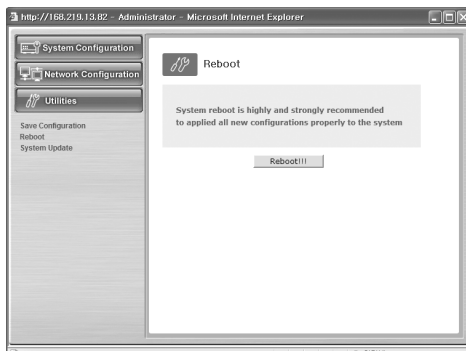 http://168.219.13.82 - Administrator - Microsoft Internet Explorer
System Configuration
Network Configuration
Utilities
Save Configuration
Reboot
System Update
Reboot
System reboot is highly and strongly recommended
to applied all new configurations properly to the system
Reboot!!!